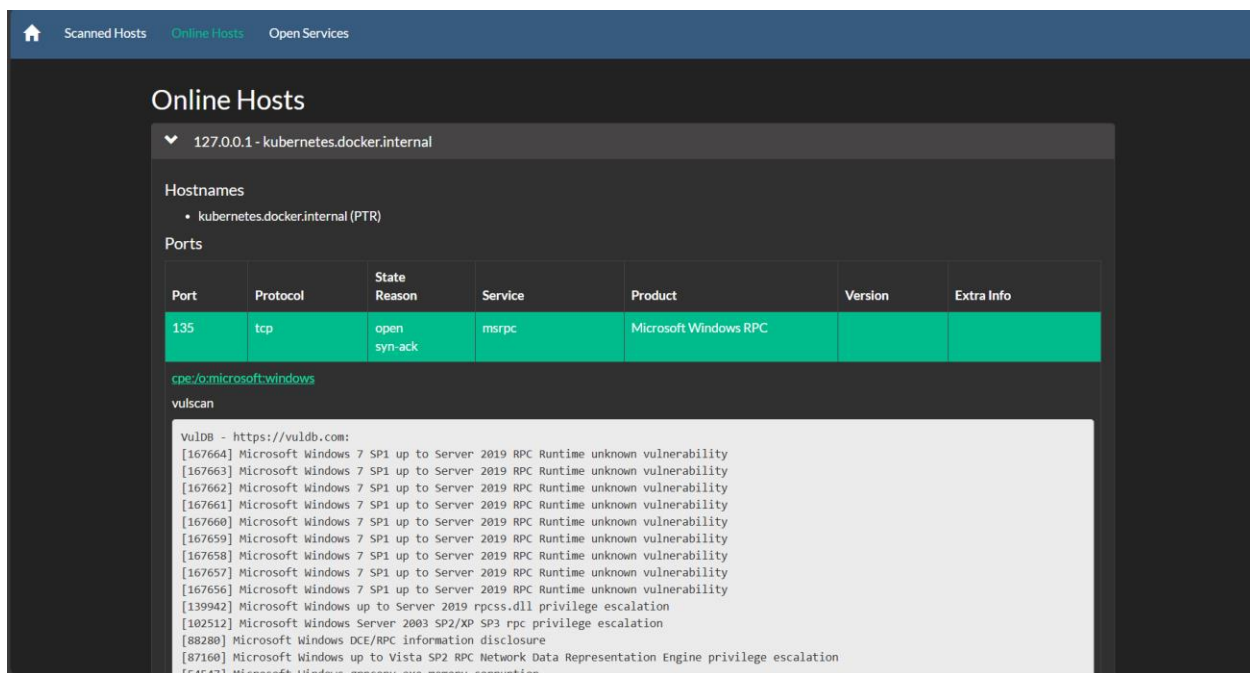 Scanned Hosts Online Hosts Open Services
Online Hosts
127.0.0.1 - kubernetes.docker.internal
Hostnames
• kubernetes.docker.internal (PTR)
Ports
Port Protocol State Reason Service Product Version Extra Info
135 tcp open syn-ack msrpc Microsoft Windows RPC
cpe:/o:microsoft:windows
vulscan
VulDB - https://vuldb.com:
[167664] Microsoft Windows 7 SP1 up to Server 2019 RPC Runtime unknown vulnerability
[167663] Microsoft Windows 7 SP1 up to Server 2019 RPC Runtime unknown vulnerability
[167662] Microsoft Windows 7 SP1 up to Server 2019 RPC Runtime unknown vulnerability
[167661] Microsoft Windows 7 SP1 up to Server 2019 RPC Runtime unknown vulnerability
[167660] Microsoft Windows 7 SP1 up to Server 2019 RPC Runtime unknown vulnerability
[167659] Microsoft Windows 7 SP1 up to Server 2019 RPC Runtime unknown vulnerability
[167658] Microsoft Windows 7 SP1 up to Server 2019 RPC Runtime unknown vulnerability
[167657] Microsoft Windows 7 SP1 up to Server 2019 RPC Runtime unknown vulnerability
[167656] Microsoft Windows 7 SP1 up to Server 2019 RPC Runtime unknown vulnerability
[139942] Microsoft Windows up to Server 2019 rpcss.dll privilege escalation
[102512] Microsoft Windows Server 2003 SP2/XP SP3 rpc privilege escalation
[88280] Microsoft Windows DCE/RPC information disclosure
[87160] Microsoft Windows up to Vista SP2 RPC Network Data Representation Engine privilege escalation